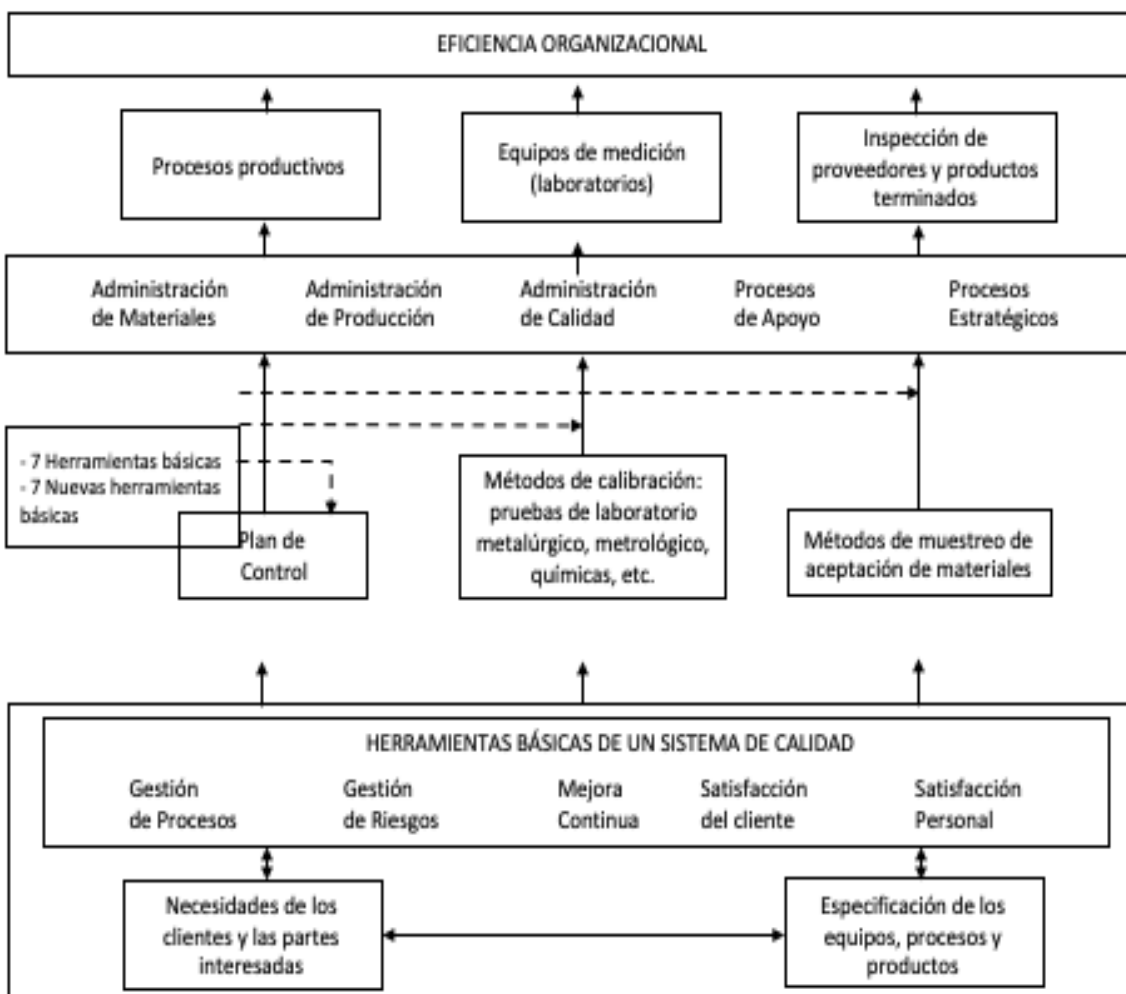 EFICIENCIA ORGANIZACIONAL
Procesos productivos
Equipos de medición
(laboratorios)
Inspección de
proveedores y productos
terminados
Administración
de Materiales
Administración
de Producción
Administración
de Calidad
Procesos
de Apoyo
Procesos
Estratégicos
- 7 Herramientas básicas
- 7 Nuevas herramientas
básicas
Plan de
Control
Métodos de calibración:
pruebas de laboratorio
metalúrgico, metrológico,
químicas, etc.
Métodos de muestreo de
aceptación de materiales
HERRAMIENTAS BÁSICAS DE UN SISTEMA DE CALIDAD
Gestión
de Procesos
Gestión
de Riesgos
Mejora
Continua
Satisfacción
del cliente
Satisfacción
Personal
Necesidades de los
clientes y las partes
interesadas
Especificación de los
equipos, procesos y
productos